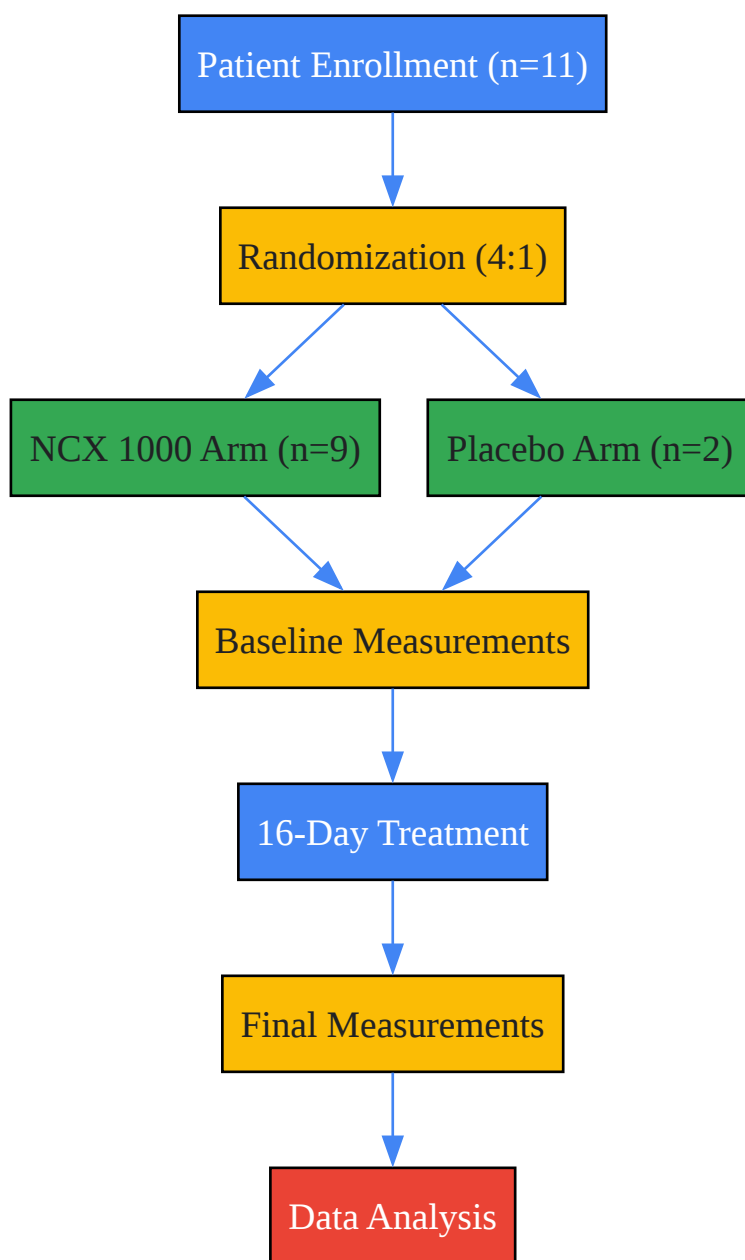 Patient Enrollment (n=11)
Randomization (4:1)
NCX 1000 Arm (n=9)
Placebo Arm (n=2)
Baseline Measurements
16-Day Treatment
Final Measurements
Data Analysis